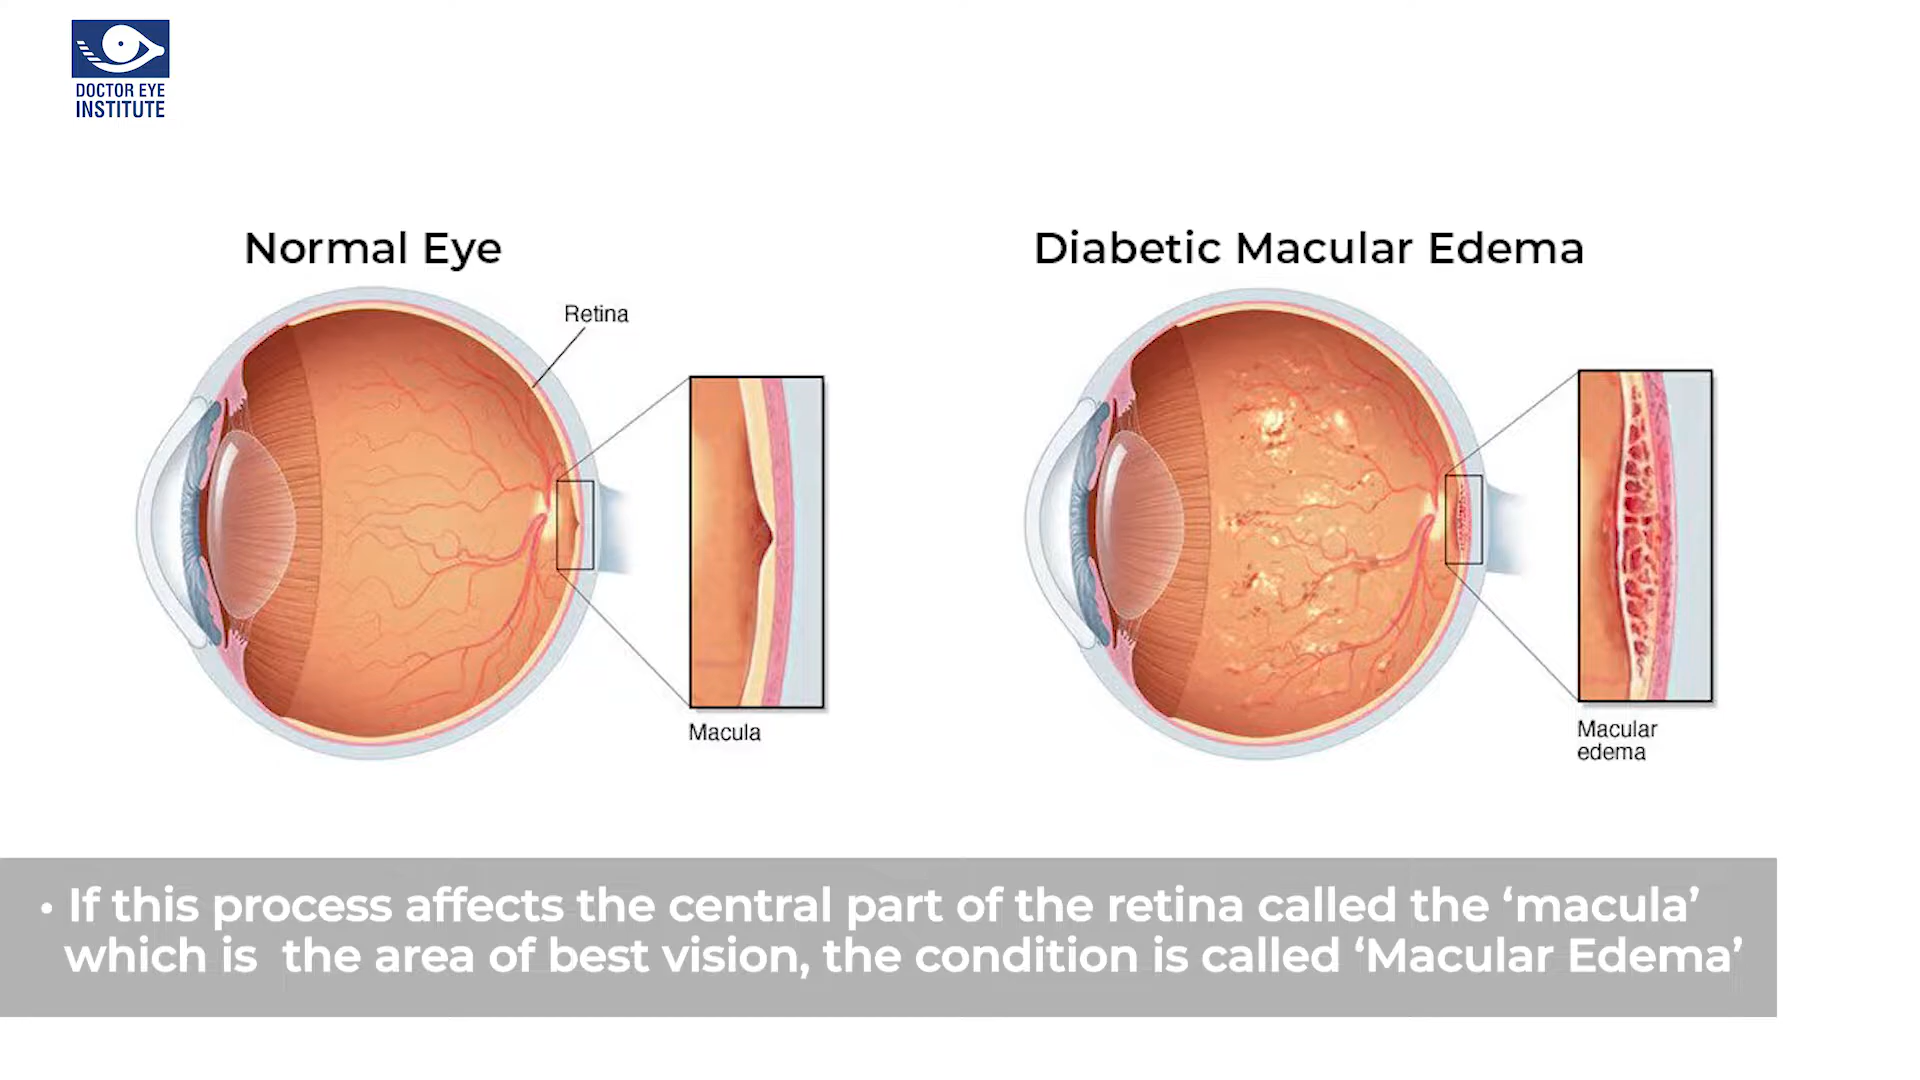 DOCTOR EYE
INSTITUTE
Normal Eye
Diabetic Macular Edema
Retina
Macula
Macular
edema
• If this process affects the central part of the retina called the ‘macula’
which is the area of best vision, the condition is called ‘Macular Edema’